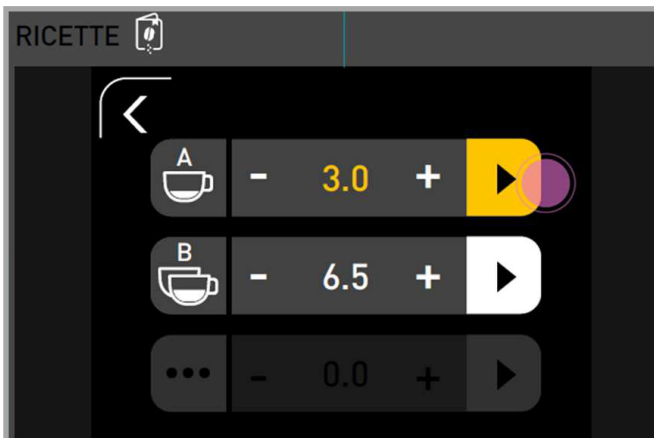 RICETTE
A
- 3.0 +
B
- 6.5 +
••• - 0.0 +